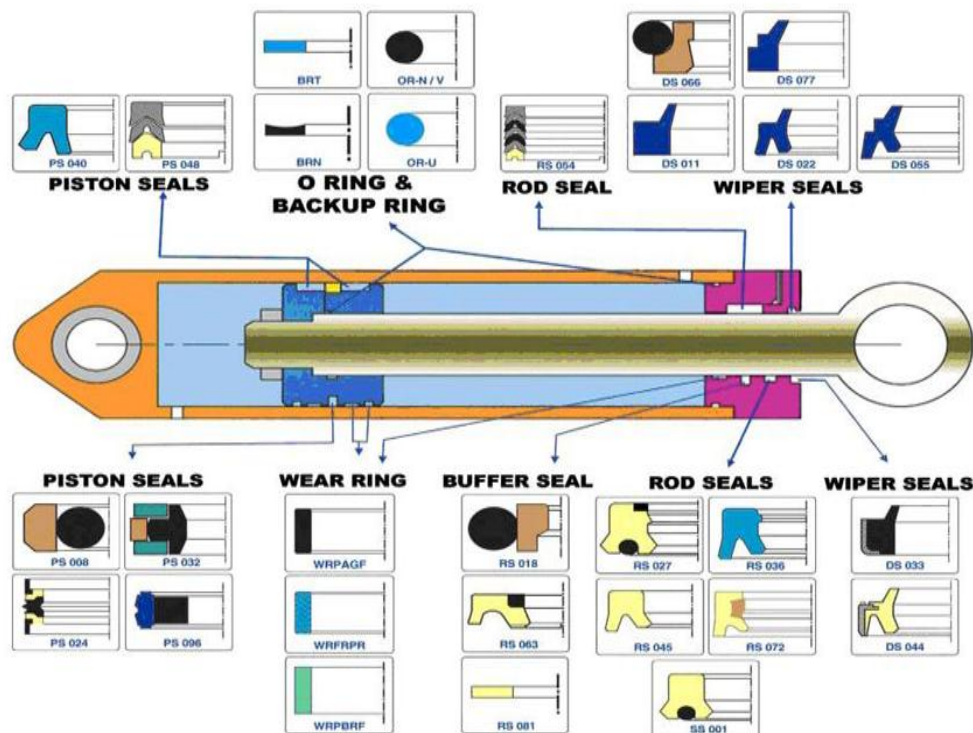 BRT
OR-N / V
DS 066
DS 077
PS 040
PS 048
BRN
OR-U
RS 054
DS 011
DS 022
DS 055
PISTON SEALS
O RING &
BACKUP RING
ROD SEAL
WIPER SEALS
PISTON SEALS
WEAR RING
BUFFER SEAL
ROD SEALS
WIPER SEALS
PS 008
PS 032
WRPAGF
RS 018
RS 027
RS 036
DS 033
PS 024
PS 096
WRFRPR
RS 063
RS 045
RS 072
DS 044
WRPBRF
RS 081
SS 001